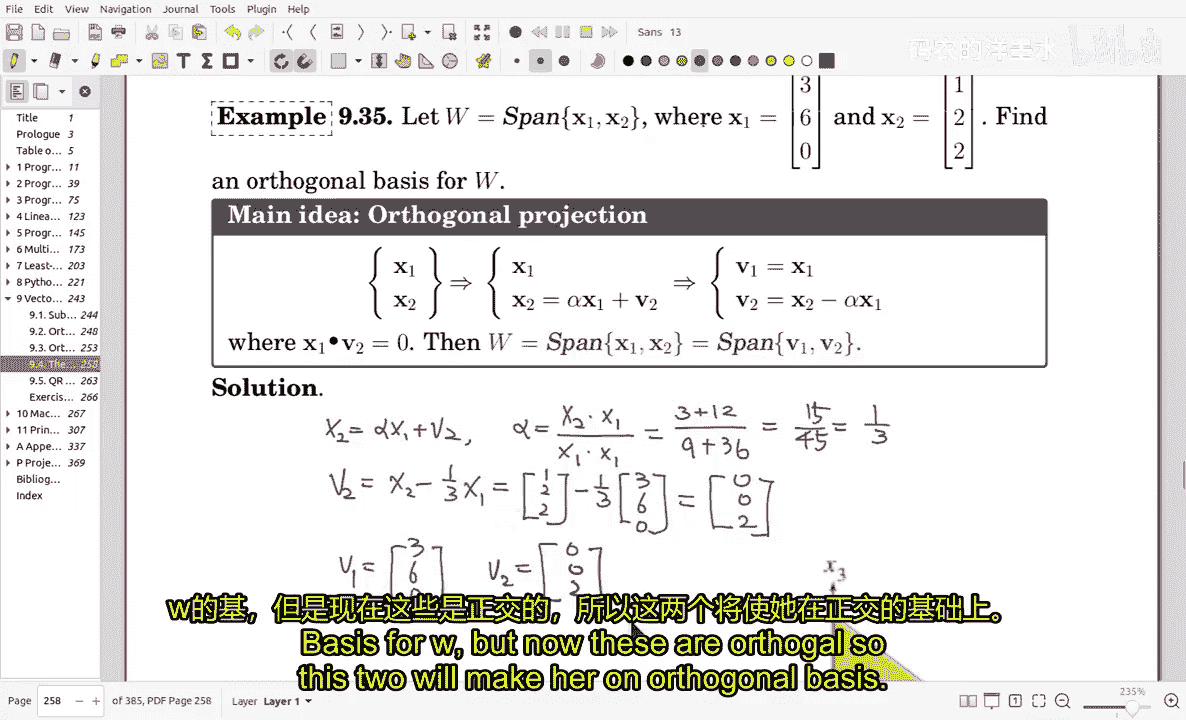 File Edit View Navigation Journal Tools Plugin Help
Sans 13
码农的洋墨水 bilibili
Title 1
Prologue 3
Table o... 5
1 Progr... 11
2 Progr... 39
3 Progr... 75
4 Linea... 123
5 Progr... 145
6 Multi... 173
7 Least-... 203
8 Pytho... 221
9 Vecto... 243
9.1. Sub... 244
9.2. Ort... 248
9.3. Ort... 253
9.4. The... 258
9.5. QR ... 263
Exercis... 266
10 Mac... 267
11 Prin... 307
A Appe... 337
P Proje... 369
Bibliog...
Index
Example 9.35. Let W = Span{x₁, x₂}, where x₁ = [3 6 0] and x₂ = [1 2 2]. Find
an orthogonal basis for W.
Main idea: Orthogonal projection
{x₁ x₂} ⇒ { x₁ x₂ = αx₁ + v₂ ⇒ { v₁ = x₁ v₂ = x₂ − αx₁
where x₁•v₂ = 0. Then W = Span{x₁, x₂} = Span{v₁, v₂}.
Solution.
X₂ = αX₁ + V₂, α = X₂·X₁ / X₁·X₁ = 3+12 / 9+36 = 15/45 = 1/3
V₂ = X₂ − 1/3 X₁ = [1 2 2] − 1/3 [3 6 0] = [0 0 2]
V₁ = [3 6 0] V₂ = [0 0 2]
x₃
w的基，但是现在这些是正交的，所以这两个将使她在正交的基础上。
Basis for w, but now these are orthogal so
this two will make her on orthogonal basis.
Page 258 of 385, PDF Page 258 Layer Layer 1 235%